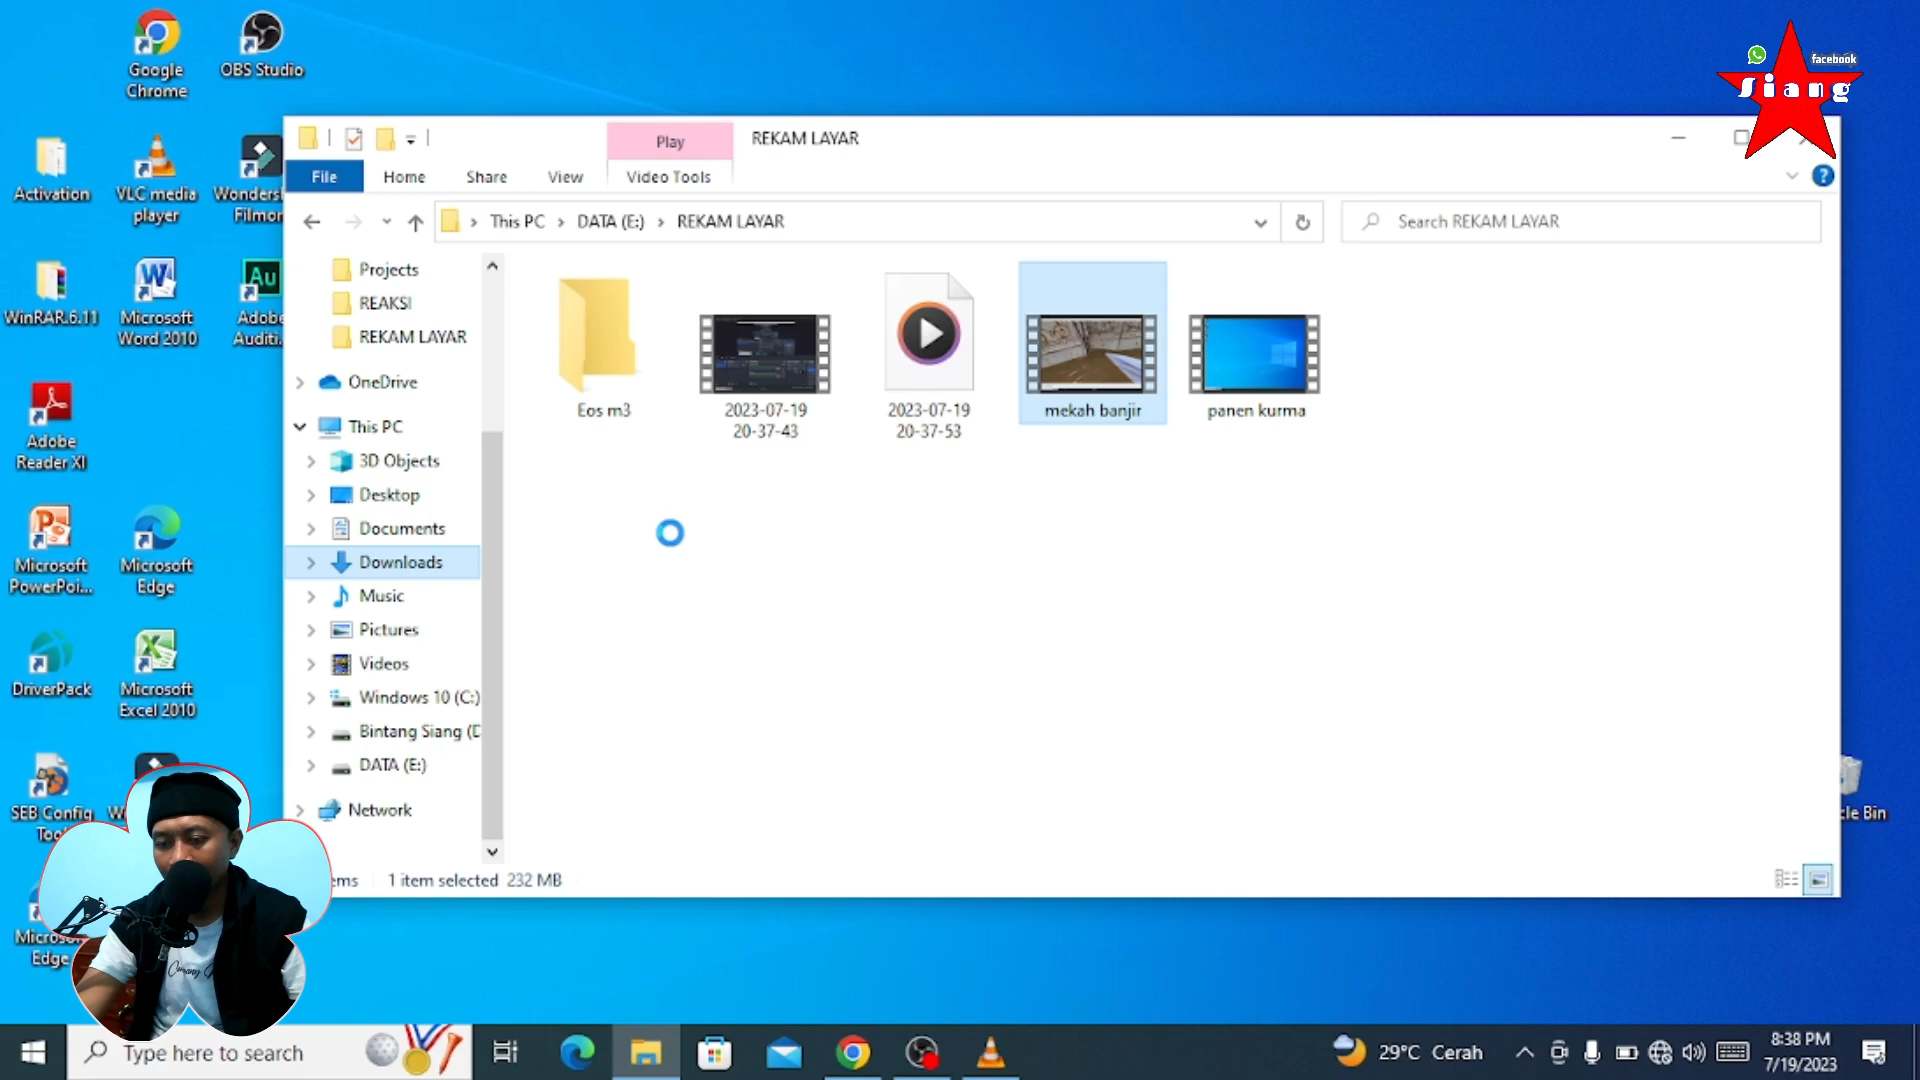 Google
Chrome
OBS Studio
facebook
Siang
Play
REKAM LAYAR
File
Home
Share
View
Video Tools
Activation
VLC media
player
Filmor
This PC
DATA (E:)
REKAM LAYAR
Search REKAM LAYAR
Projects
REAKSI
REKAM LAYAR
OneDrive
This PC
3D Objects
Desktop
Documents
Downloads
Music
Pictures
Videos
Windows 10 (C:)
Bintang Siang (D
DATA (E:)
Network
Eos m3
2023-07-19
20-37-43
2023-07-19
20-37-53
mekah banjir
panen kurma
WinRAR.6.11
Microsoft
Word 2010
Au
Adobe
Auditi...
Adobe
Reader XI
Microsoft
PowerPoi...
Microsoft
Edge
DriverPack
Microsoft
Excel 2010
SEB Config
1 item selected 232 MB
cle Bin
Edge
Type here to search
29°C Cerah
8:38 PM
7/19/2023